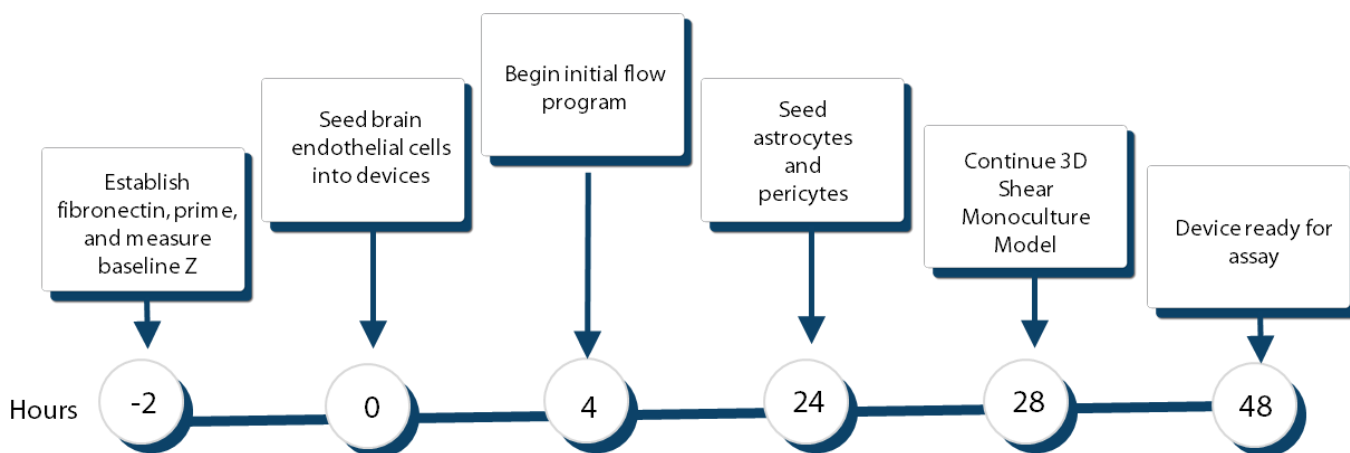 Establish
fibronectin, prime,
and measure
baseline Z
Seed brain
endothelial cells
into devices
Begin initial flow
program
Seed
astrocytes
and
pericytes
Continue 3D
Shear
Monoculture
Model
Device ready for
assay
Hours
-2
0
4
24
28
48